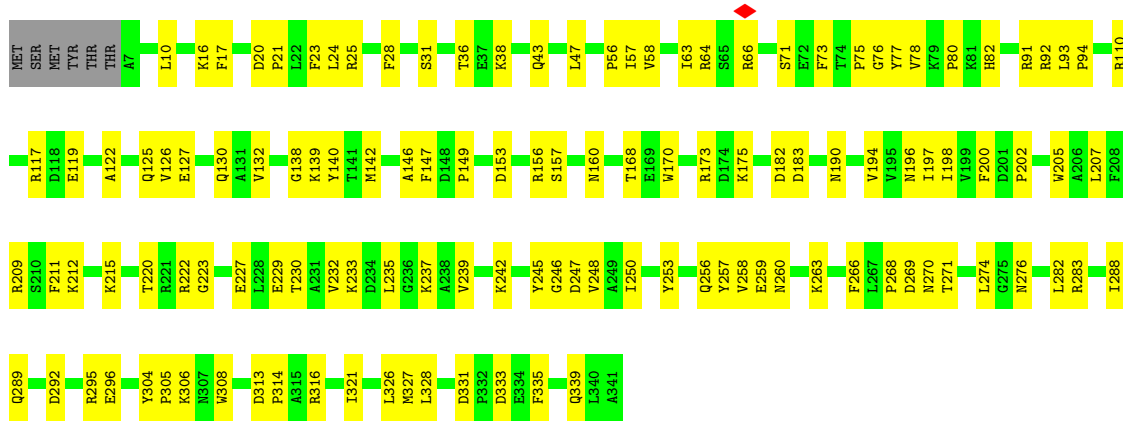 MET SER MET TYR THR THR A7 L10 K16 F17 D20 P21 L22 F23 L24 R25 F28 S31 T36 E37 K38 Q43 L47 P56 I57 V58 I63 R64 S65 R66 S71 E72 F73 T74 P75 G76 Y77 V78 K79 P80 K81 H82 R91 R92 L93 P94 R110
R117 D118 E119 A122 Q125 V126 E127 Q130 A131 V132 G138 K139 Y140 T141 M142 A146 F147 D148 P149 D153 R156 S157 N160 T168 E169 W170 R173 D174 K175 D182 D183 N190 V194 V195 N196 I197 I198 V199 F200 D201 P202 W205 A206 L207 F208
R209 S210 F211 K212 K215 T220 R221 R222 G223 E227 L228 E229 T230 A231 V232 K233 D234 L235 G236 K237 A238 V239 K242 Y245 G246 D247 V248 A249 I250 Y253 Q256 Y257 V258 E259 N260 K263 F266 L267 P268 D269 N270 T271 L274 G275 N276 L282 R283 I288
Q289 D292 R295 E296 Y304 P305 K306 N307 W308 D313 P314 A315 R316 I321 L326 M327 L328 D331 P332 D333 E334 F335 Q339 L340 A341